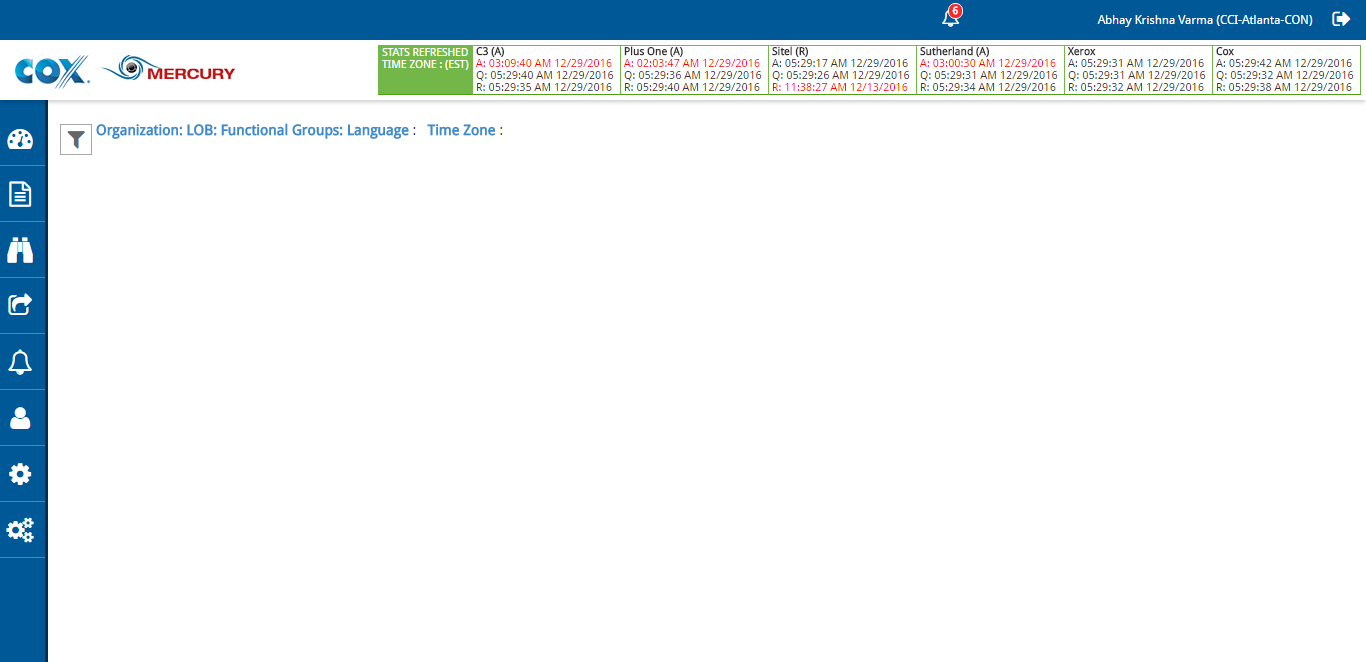 6
Abhay Krishna Varma (CCI-Atlanta-CON)
COX
MERCURY
STATS REFRESHED
TIME ZONE : (EST)
C3 (A)
A: 03:09:40 AM 12/29/2016
Q: 05:29:40 AM 12/29/2016
R: 05:29:35 AM 12/29/2016
Plus One (A)
A: 02:03:47 AM 12/29/2016
Q: 05:29:36 AM 12/29/2016
R: 05:29:40 AM 12/29/2016
Sitel (R)
A: 05:29:17 AM 12/29/2016
Q: 05:29:26 AM 12/29/2016
R: 11:38:27 AM 12/13/2016
Sutherland (A)
A: 03:00:30 AM 12/29/2016
Q: 05:29:31 AM 12/29/2016
R: 05:29:34 AM 12/29/2016
Xerox
A: 05:29:31 AM 12/29/2016
Q: 05:29:31 AM 12/29/2016
R: 05:29:32 AM 12/29/2016
Cox
A: 05:29:42 AM 12/29/2016
Q: 05:29:32 AM 12/29/2016
R: 05:29:38 AM 12/29/2016
Organization: LOB: Functional Groups: Language : Time Zone :